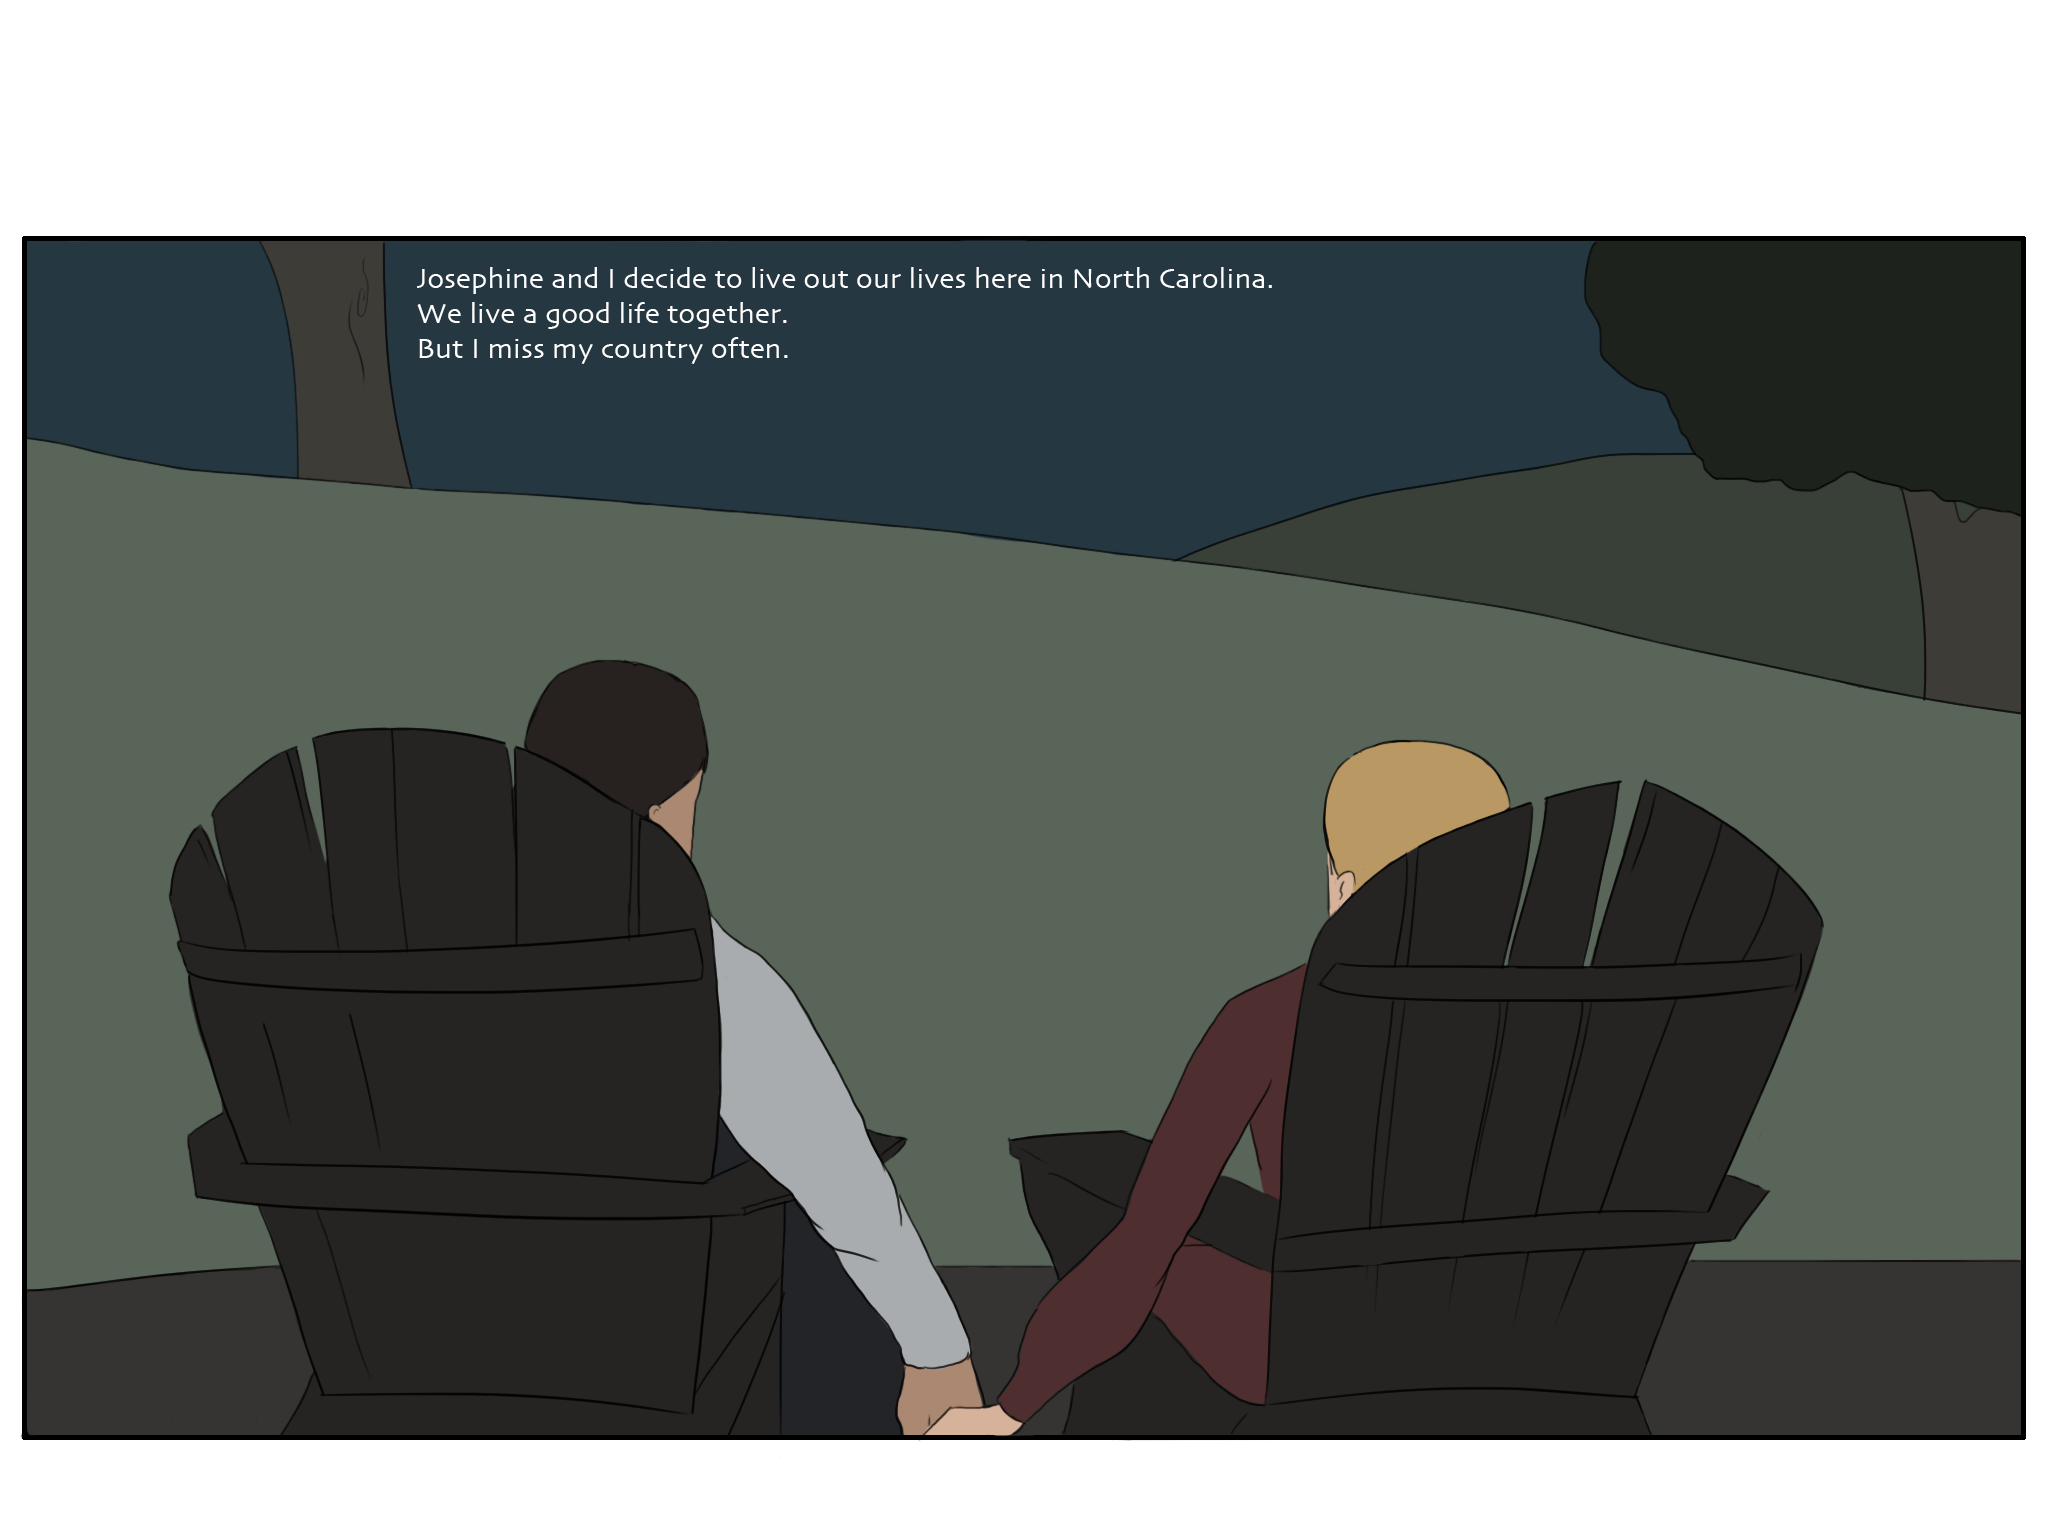 Josephine and I decide to live out our lives here in North Carolina.
We live a good life together.
But I miss my country often.